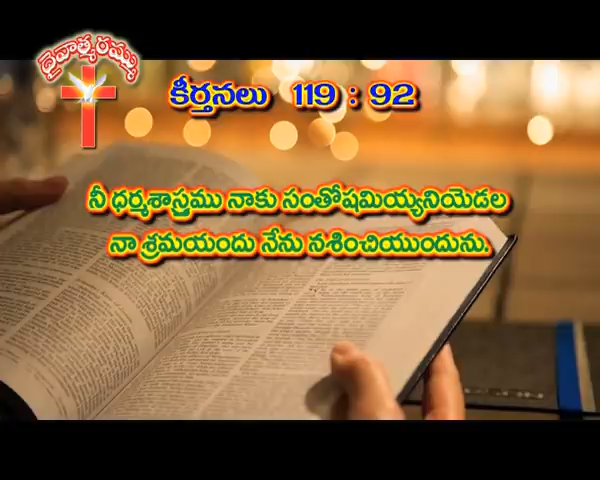 దైవాత్మరమ్ము
కీర్తనలు 119 : 92
నీ ధర్మశాస్త్రము నాకు సంతోషమియ్యనియెడల
నా శ్రమయందు నేను నశించియుందును.